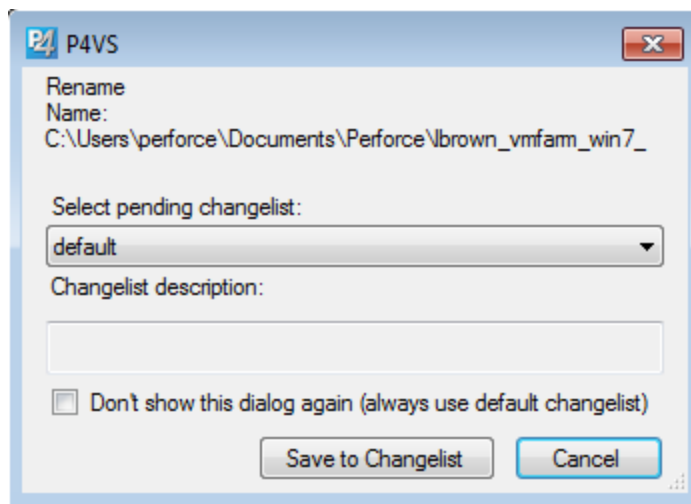 P4 P4VS
Rename
Name:
C:\Users\perforce\Documents\Perforce\lbrown_vmfarm_win7_
Select pending changelist:
default
Changelist description:
Don't show this dialog again (always use default changelist)
Save to Changelist Cancel